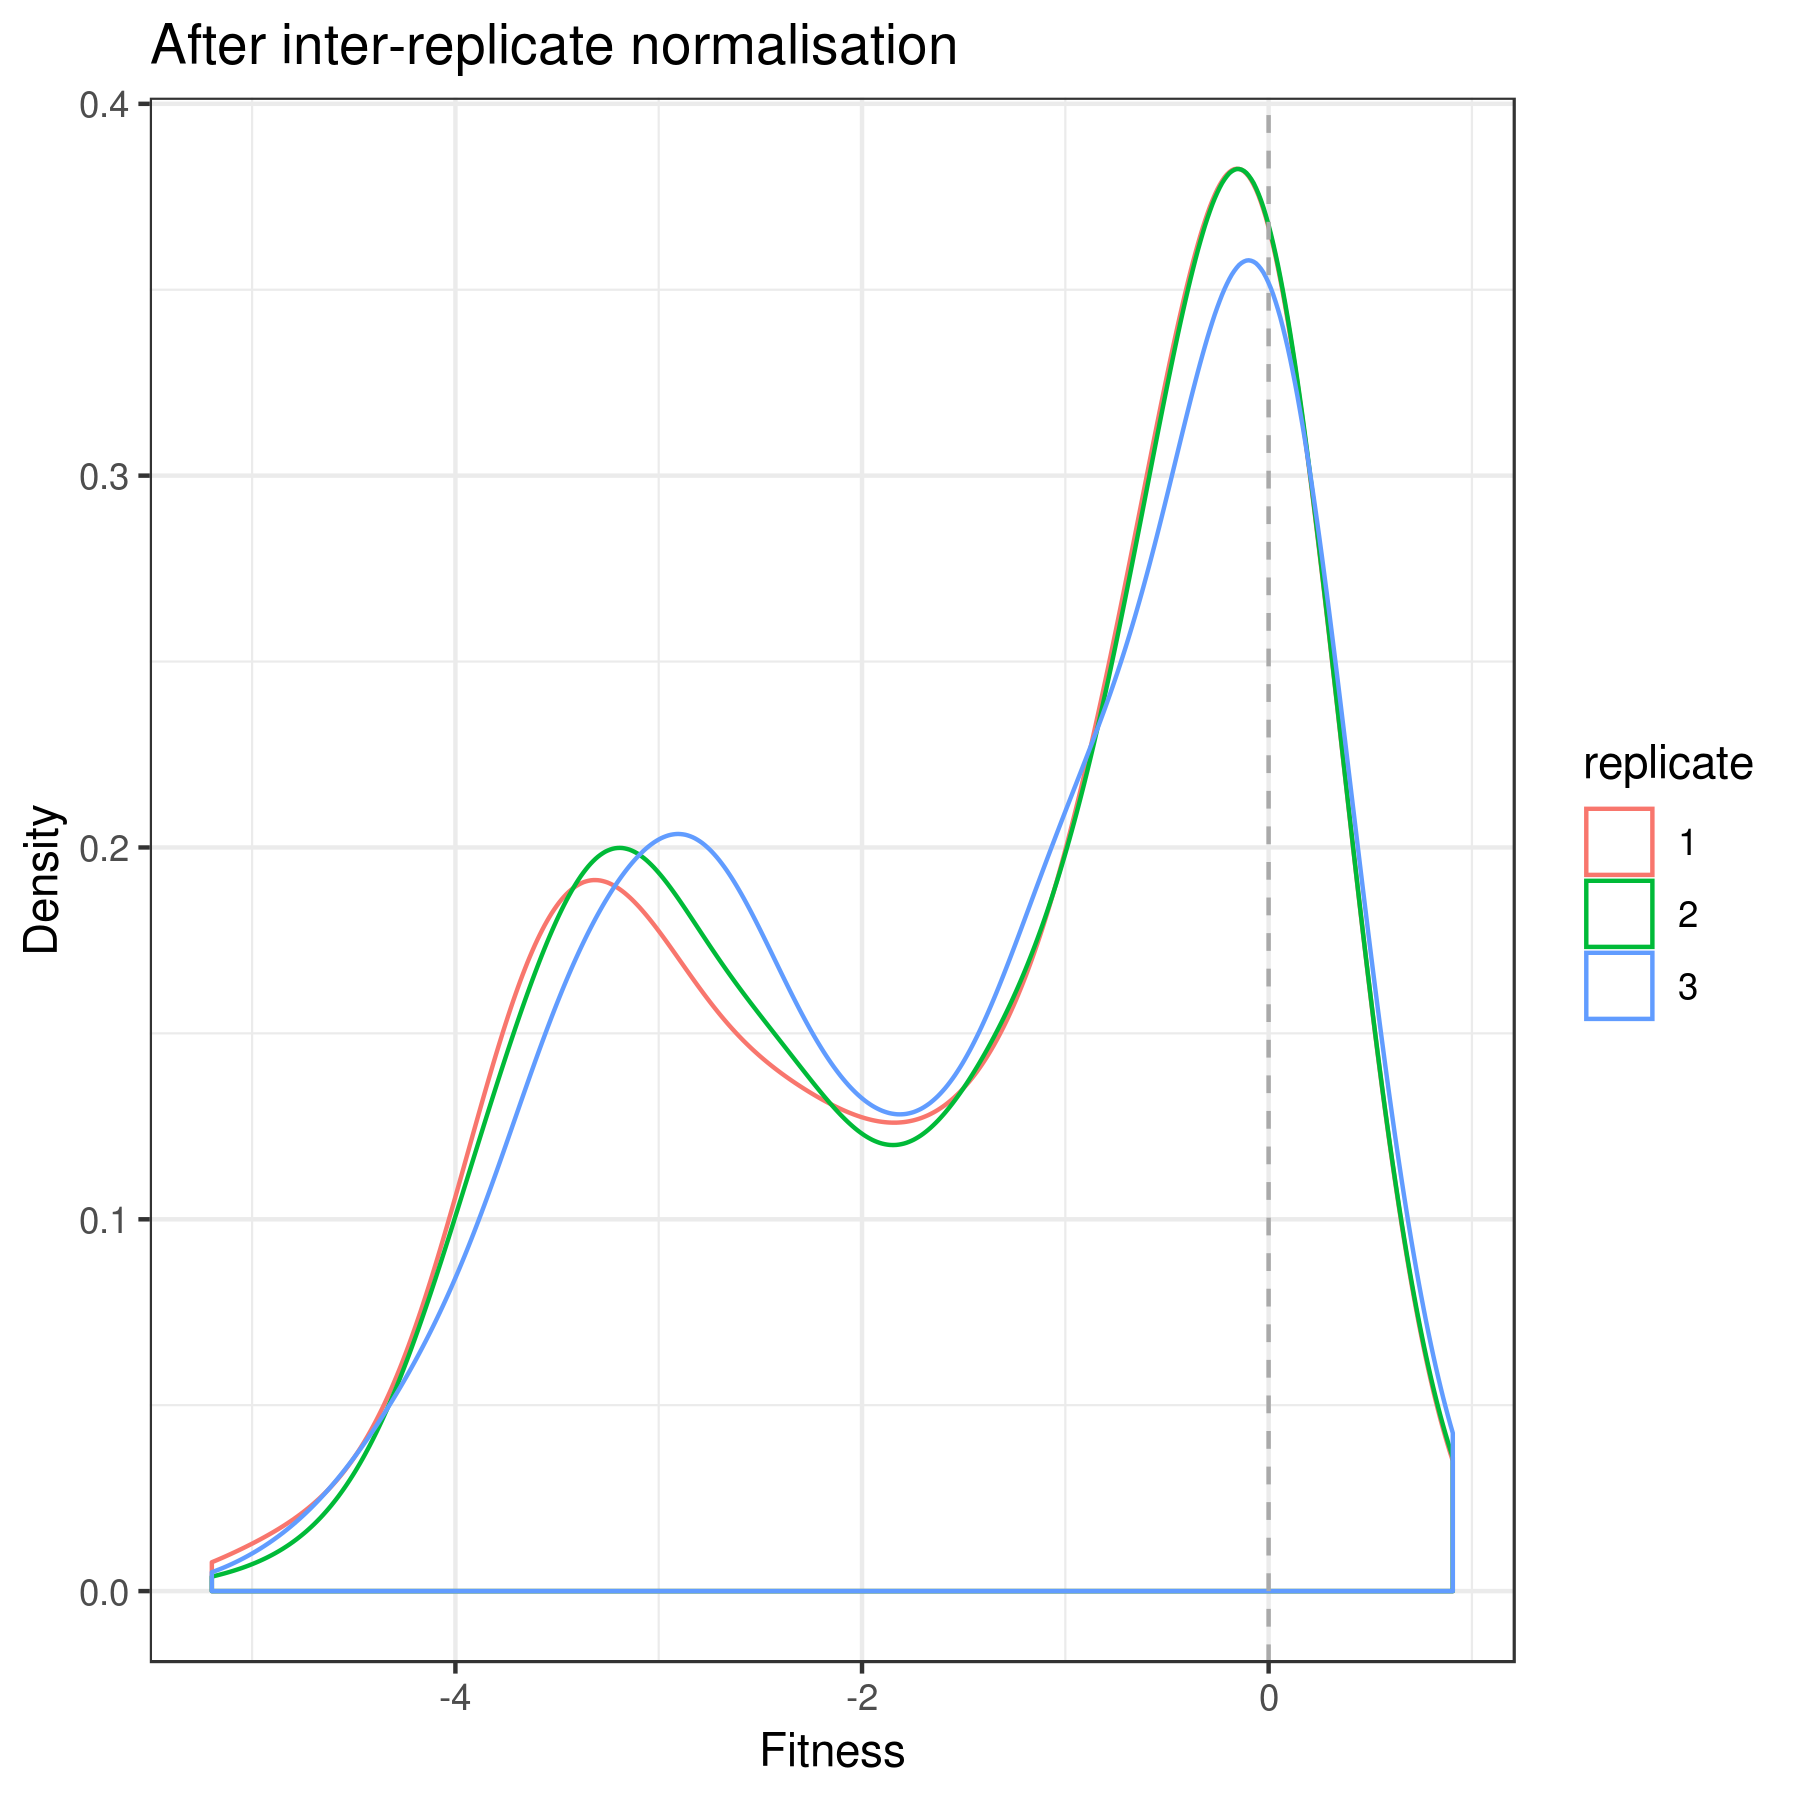 After inter-replicate normalisation
0.4
0.3
0.2
0.1
0.0
Density
-4
-2
0
Fitness
replicate
1
2
3